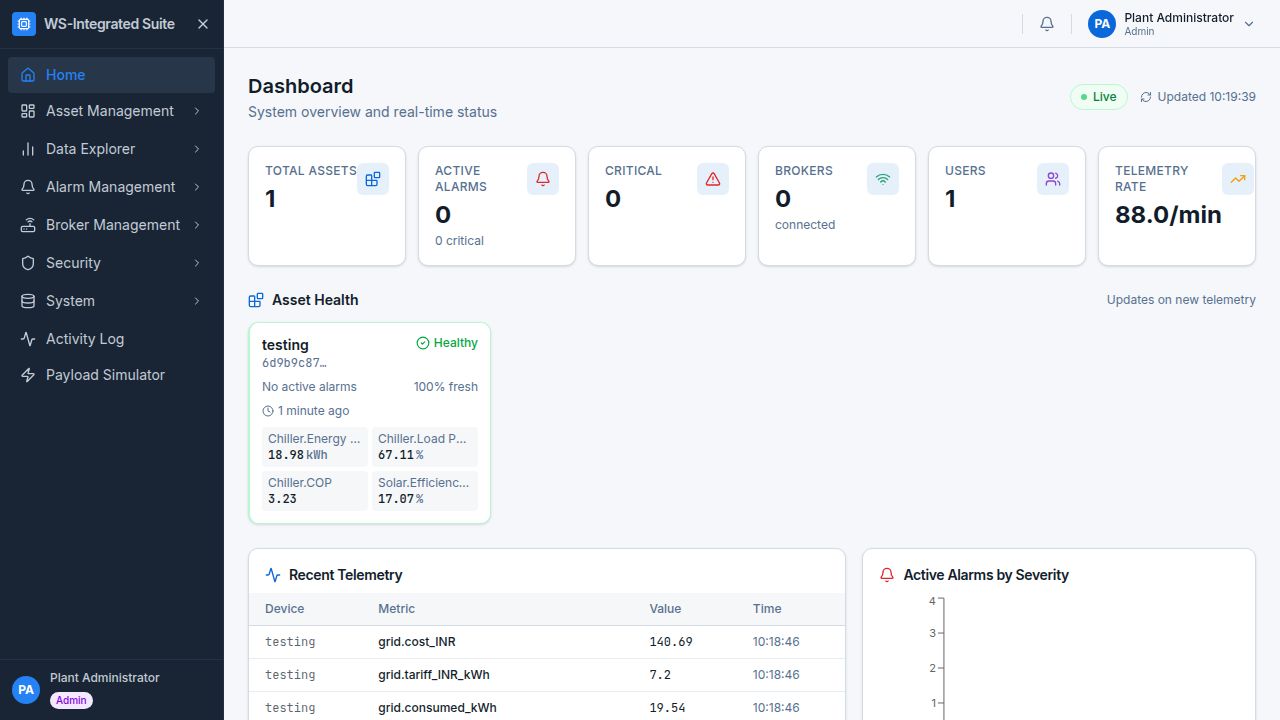 WS-Integrated Suite
Home
Asset Management
Data Explorer
Alarm Management
Broker Management
Security
System
Activity Log
Payload Simulator
Plant Administrator
PA
Admin
PA
Plant Administrator
Admin
Dashboard
System overview and real-time status
Live
Updated 10:19:39
TOTAL ASSETS
1
ACTIVE
ALARMS
0
0 critical
CRITICAL
0
BROKERS
0
connected
USERS
1
TELEMETRY
RATE
88.0/min
Asset Health
Updates on new telemetry
testing
Healthy
6d9b9c87…
No active alarms
100% fresh
1 minute ago
Chiller.Energy ...
18.98 kWh
Chiller.Load P...
67.11 %
Chiller.COP
3.23
Solar.Efficienc...
17.07 %
Recent Telemetry
Device Metric Value Time
testing grid.cost_INR 140.69 10:18:46
testing grid.tariff_INR_kWh 7.2 10:18:46
testing grid.consumed_kWh 19.54 10:18:46
Active Alarms by Severity
4
3
2
1